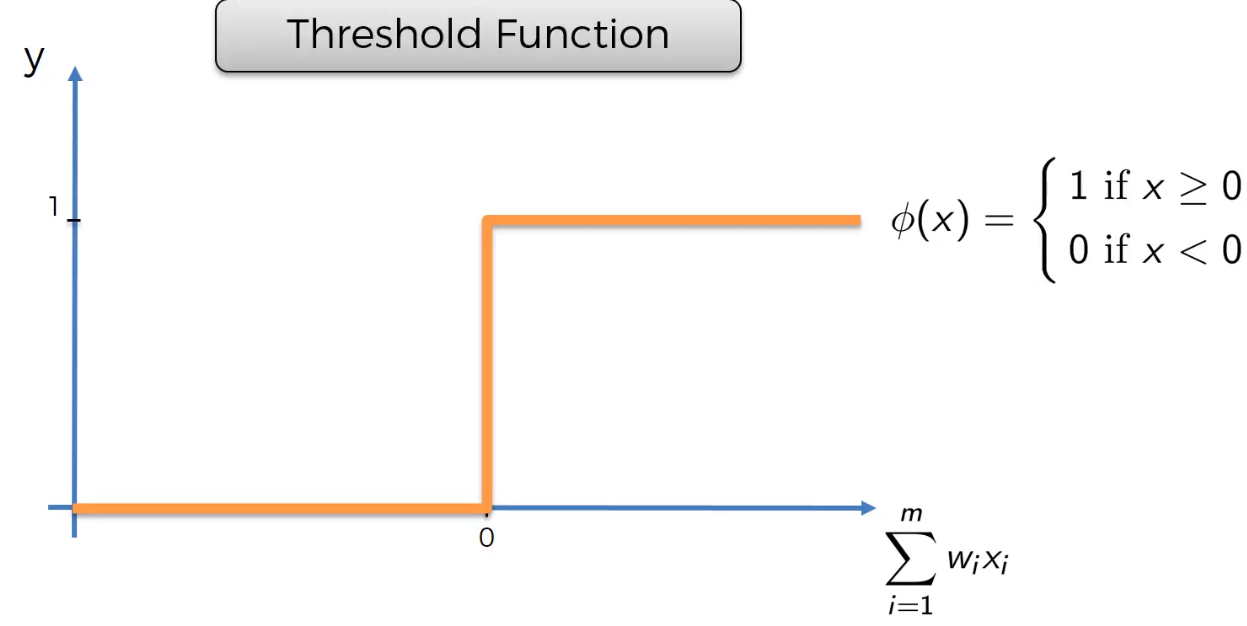 Threshold Function
y
1
ϕ(x) = { 1 if x ≥ 0
0 if x < 0
0
m
∑ wᵢxᵢ
i=1